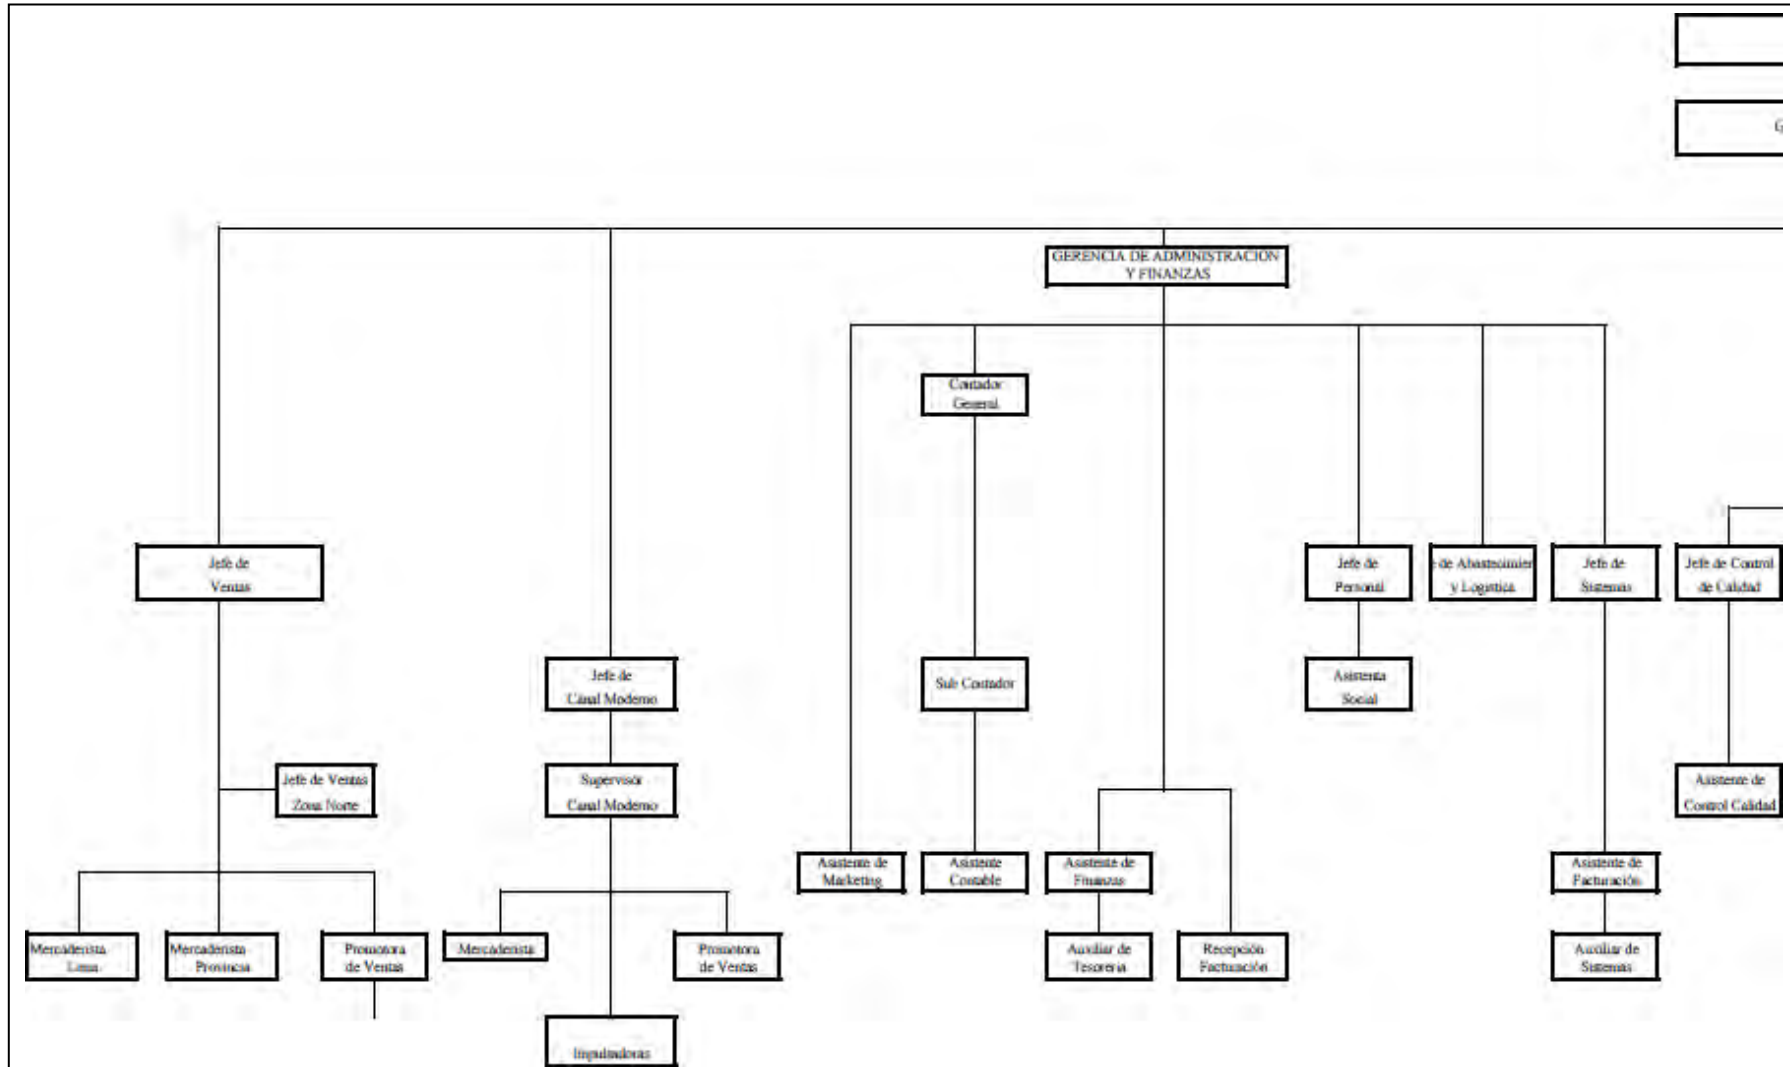 G
GERENCIA DE ADMINISTRACION
Y FINANZAS
Contador
General
Jefe de
Ventas
Jefe de
Personal
e de Abastecimier
y Logistica
Jefe de
Sistemas
Jefe de Control
de Calidad
Jefe de
Canal Moderno
Sub Contador
Asistenta
Social
Jefe de Ventas
Zona Norte
Supervisor
Canal Moderno
Asistente de
Control Calidad
Asistente de
Marketing
Asistente
Contable
Asistente de
Finanzas
Asistente de
Facturación
Mercaderista
Lima
Mercaderista
Provincia
Promotora
de Ventas
Mercaderista
Promotora
de Ventas
Auxiliar de
Tesoreria
Recepción
Facturación
Auxiliar de
Sistemas
Impulsadoras